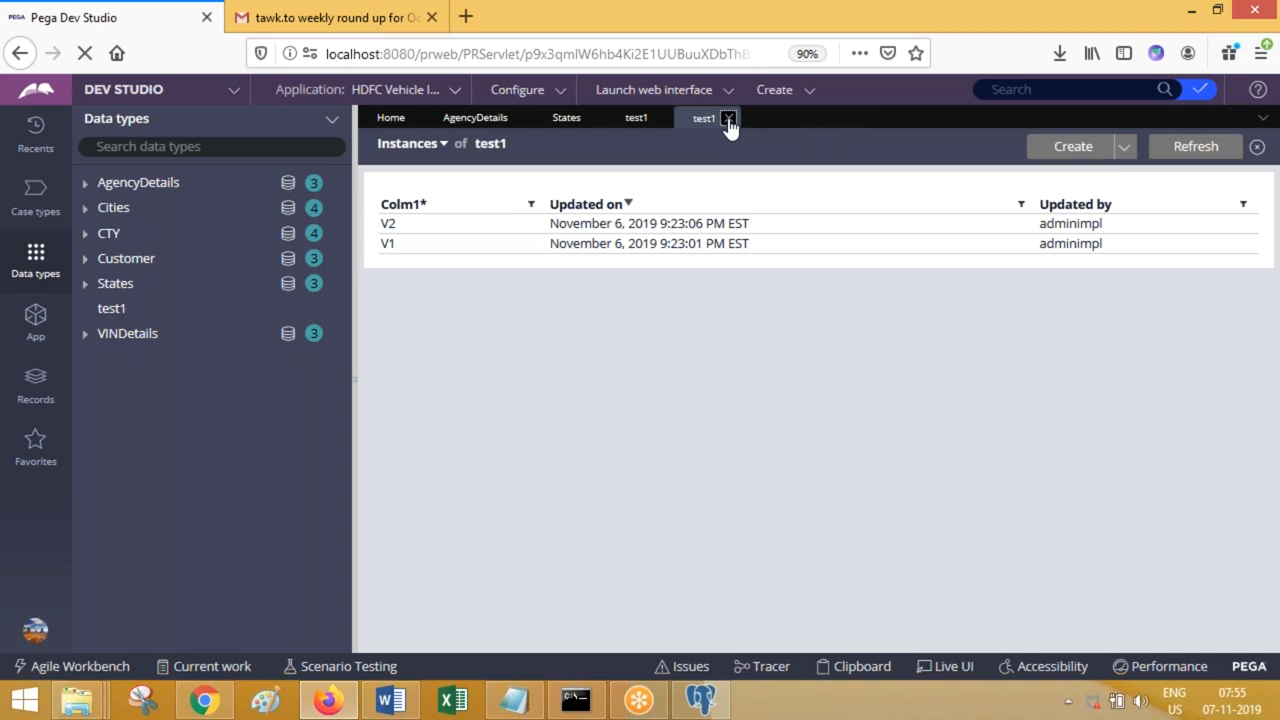 PEGA Pega Dev Studio
tawk.to weekly round up for Oc
localhost:8080/prweb/PRServlet/p9x3qmlW6hb4Ki2E1UUBuuXDbThB
90%
DEV STUDIO
Application: HDFC Vehicle I...
Configure
Launch web interface
Create
Search
Recents
Case types
Data types
App
Records
Favorites
Data types
Search data types
AgencyDetails 3
Cities 4
CTY 4
Customer 3
States 3
test1
VINDetails 3
Home AgencyDetails States test1 test1
Instances of test1
Create Refresh
Colm1* Updated on Updated by
V2 November 6, 2019 9:23:06 PM EST adminimpl
V1 November 6, 2019 9:23:01 PM EST adminimpl
Agile Workbench Current work Scenario Testing Issues Tracer Clipboard Live UI Accessibility Performance PEGA
ENG 07:55
US 07-11-2019